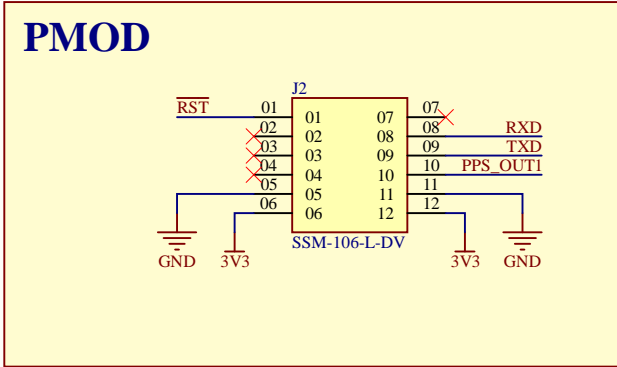 PMOD
J2
RST 01 01 07 07
02 02 08 08 RXD
03 03 09 09 TXD
04 04 10 10 PPS_OUT1
05 05 11 11
06 06 12 12
SSM-106-L-DV
GND 3V3 3V3 GND